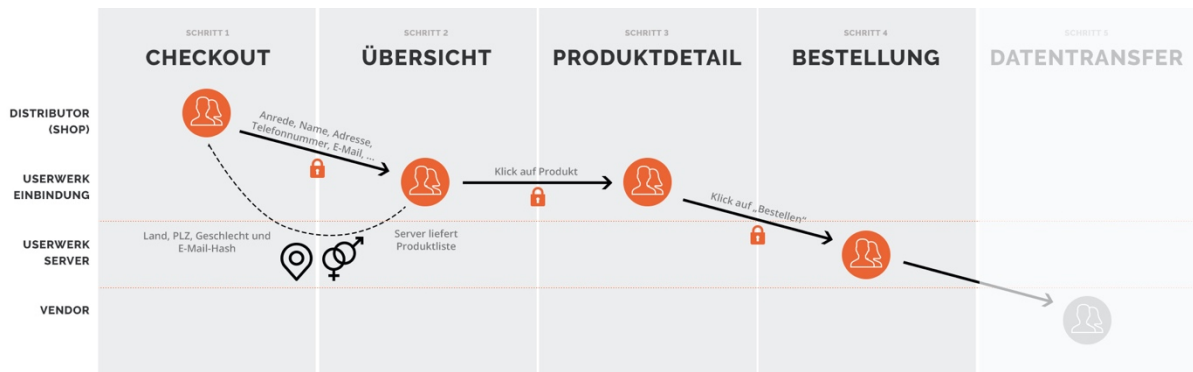 SCHRITT 1
CHECKOUT
SCHRITT 2
ÜBERSICHT
SCHRITT 3
PRODUKTDETAIL
SCHRITT 4
BESTELLUNG
SCHRITT 5
DATENTRANSFER
DISTRIBUTOR
(SHOP)
Anrede, Name, Adresse,
Telefonnummer, E-Mail, ...
USERWERK
EINBINDUNG
Klick auf Produkt
Klick auf „Bestellen“
Land, PLZ, Geschlecht und
E-Mail-Hash
Server liefert
Produktliste
USERWERK
SERVER
VENDOR